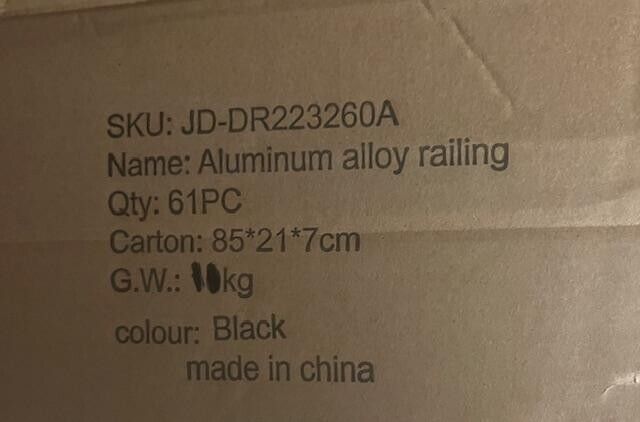 SKU: JD-DR223260A
Name: Aluminum alloy railing
Qty: 61PC
Carton: 85*21*7cm
G.W.: kg
colour: Black
made in china